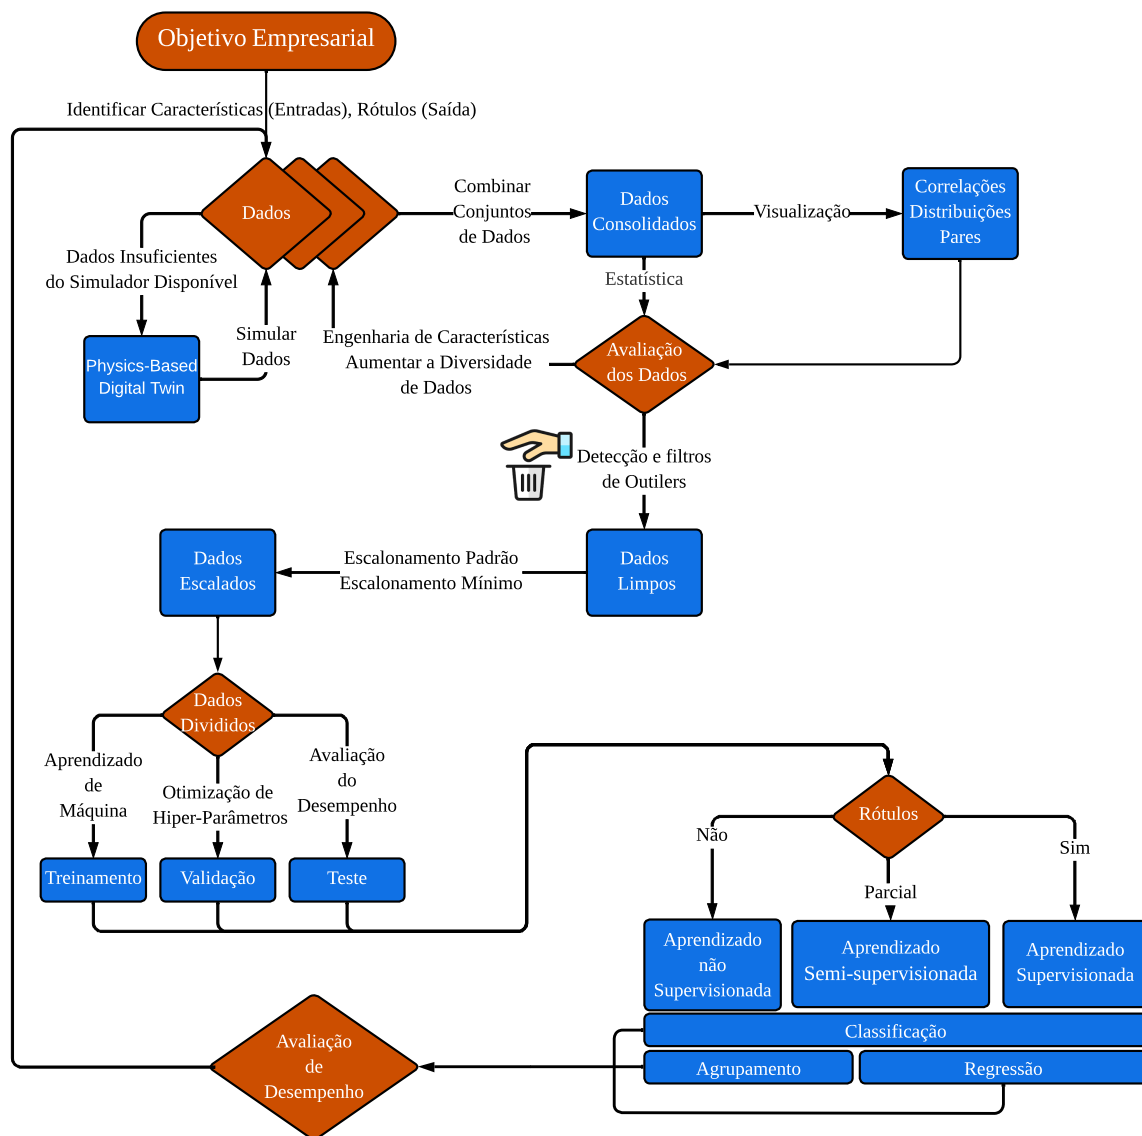 Objetivo Empresarial
Identificar Características (Entradas), Rótulos (Saída)
Dados
Combinar
Conjuntos
de Dados
Dados
Consolidados
Visualização
Correlações
Distribuições
Pares
Dados Insuficientes
do Simulador Disponível
Estatística
Physics-Based
Digital Twin
Simular
Dados
Engenharia de Características
Aumentar a Diversidade
de Dados
Avaliação
dos Dados
Detecção e filtros
de Outilers
Dados
Escalados
Escalonamento Padrão
Escalonamento Mínimo
Dados
Limpos
Dados
Divididos
Aprendizado
de
Máquina
Otimização de
Hiper-Parâmetros
Avaliação
do
Desempenho
Treinamento
Validação
Teste
Rótulos
Não
Parcial
Sim
Aprendizado
não
Supervisionada
Aprendizado
Semi-supervisionada
Aprendizado
Supervisionada
Classificação
Agrupamento
Regressão
Avaliação
de
Desempenho